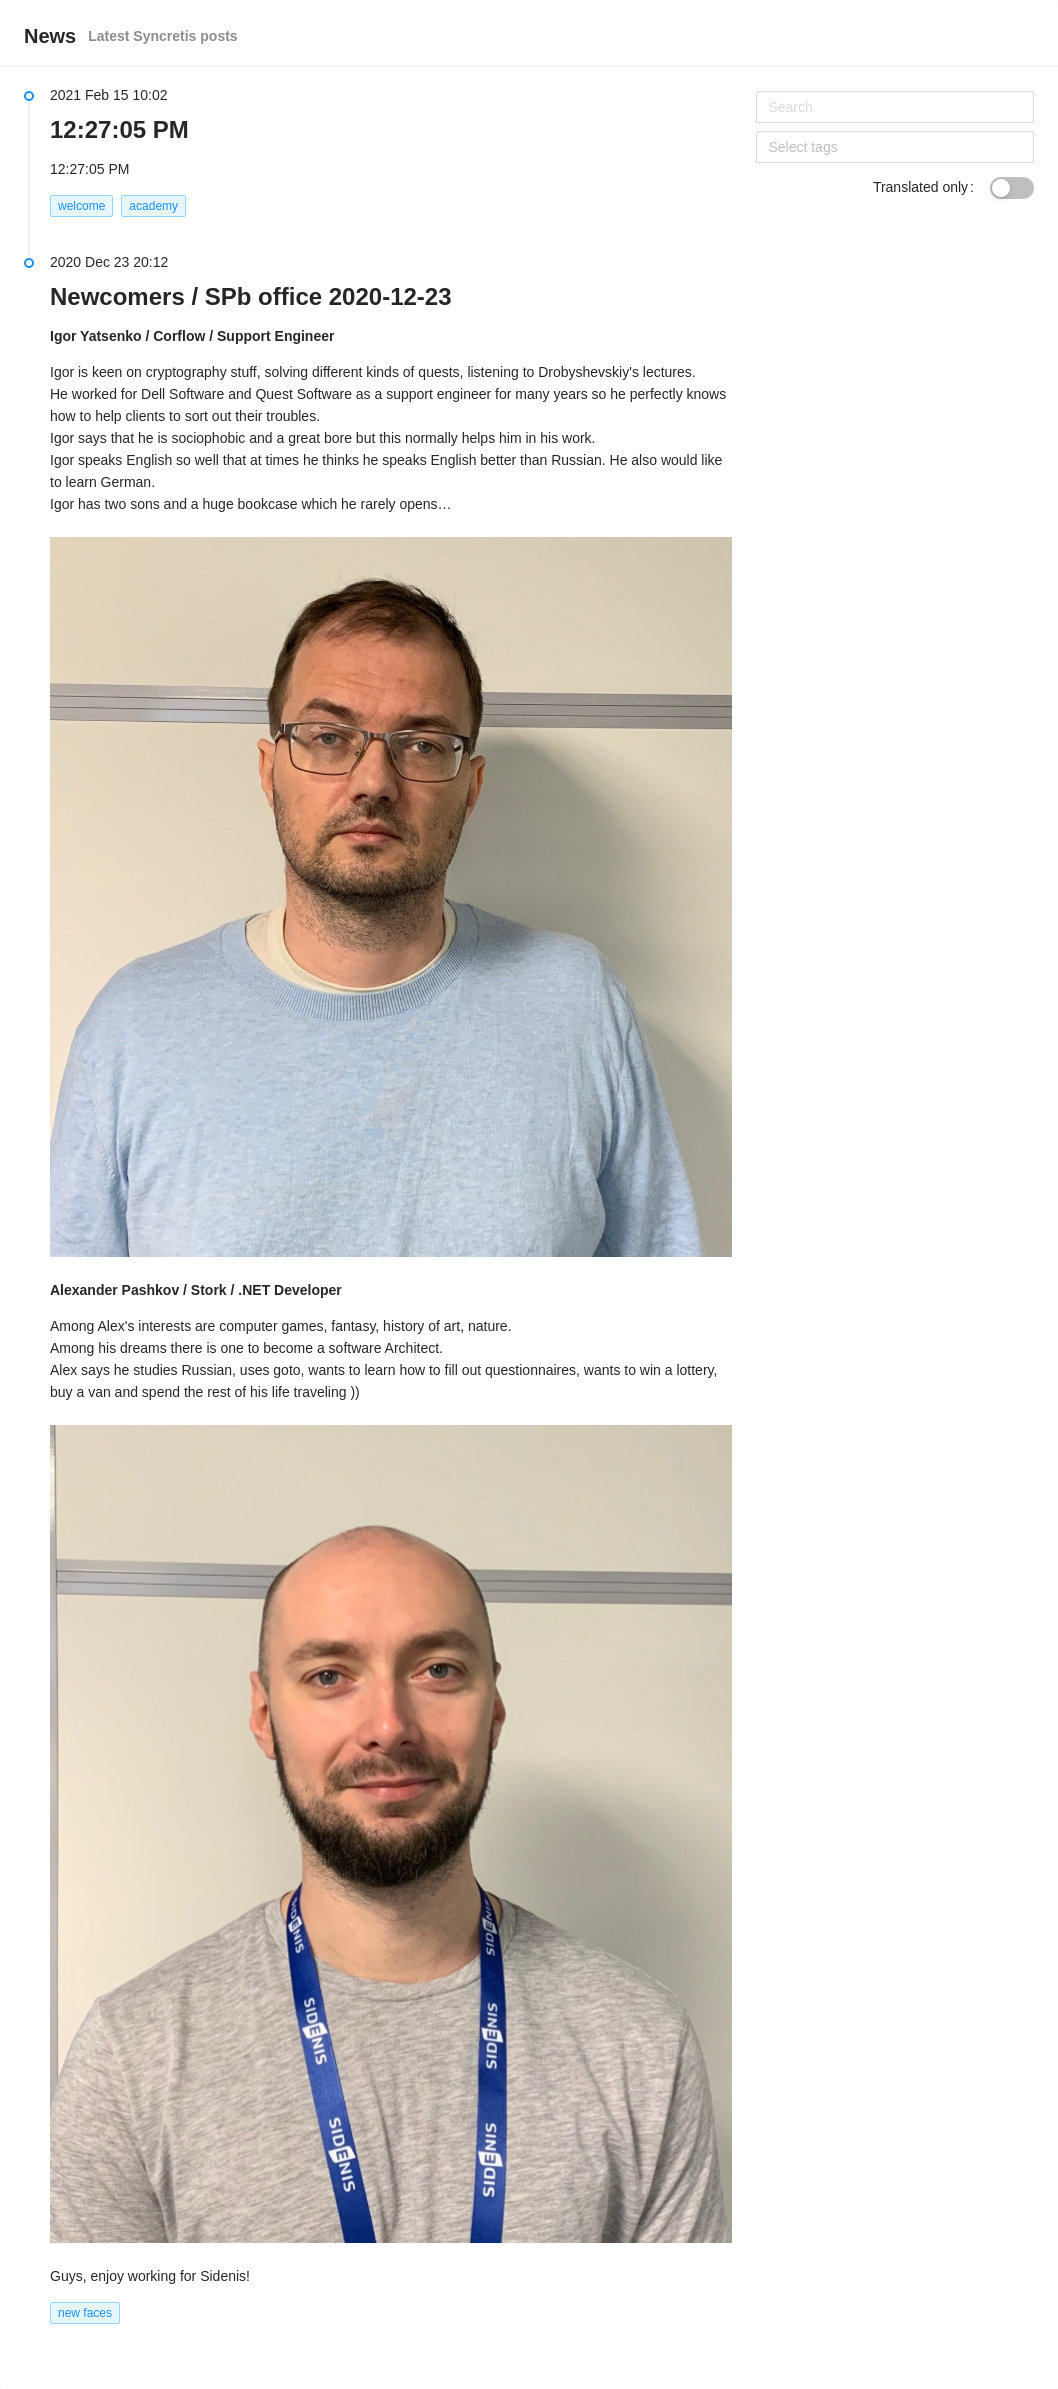 News Latest Syncretis posts
2021 Feb 15 10:02
12:27:05 PM
12:27:05 PM
welcome academy
Search
Select tags
Translated only :
2020 Dec 23 20:12
Newcomers / SPb office 2020-12-23
Igor Yatsenko / Corflow / Support Engineer
Igor is keen on cryptography stuff, solving different kinds of quests, listening to Drobyshevskiy's lectures.
He worked for Dell Software and Quest Software as a support engineer for many years so he perfectly knows
how to help clients to sort out their troubles.
Igor says that he is sociophobic and a great bore but this normally helps him in his work.
Igor speaks English so well that at times he thinks he speaks English better than Russian. He also would like
to learn German.
Igor has two sons and a huge bookcase which he rarely opens…
Alexander Pashkov / Stork / .NET Developer
Among Alex's interests are computer games, fantasy, history of art, nature.
Among his dreams there is one to become a software Architect.
Alex says he studies Russian, uses goto, wants to learn how to fill out questionnaires, wants to win a lottery,
buy a van and spend the rest of his life traveling ))
SIDENIS
SIDENIS
SIDENIS
SIDENIS
SIDENIS
SIDENIS
Guys, enjoy working for Sidenis!
new faces